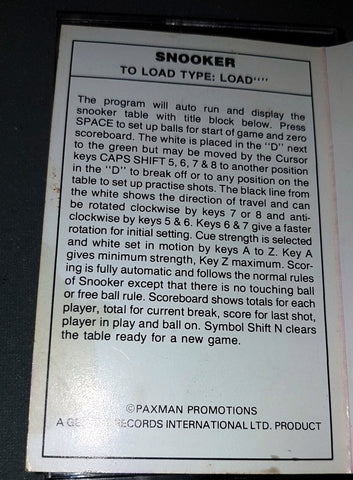 SNOOKER
TO LOAD TYPE: LOAD""
The program will auto run and display the
snooker table with title block below. Press
SPACE to set up balls for start of game and zero
scoreboard. The white is placed in the "D" next
to the green but may be moved by the Cursor
keys CAPS SHIFT 5, 6, 7 & 8 to another position
in the "D" to break off or to any position on the
table to set up practise shots. The black line from
the white shows the direction of travel and can
be rotated clockwise by keys 7 or 8 and anti-
clockwise by keys 5 & 6. Keys 6 & 7 give a faster
rotation for initial setting. Cue strength is selected
and white set in motion by keys A to Z. Key A
gives minimum strength, Key Z maximum. Scor-
ing is fully automatic and follows the normal rules
of Snooker except that there is no touching ball
or free ball rule. Scoreboard shows totals for each
player, total for current break, score for last shot,
player in play and ball on. Symbol Shift N clears
the table ready for a new game.
©PAXMAN PROMOTIONS
A RECORDS INTERNATIONAL LTD. PRODUCT